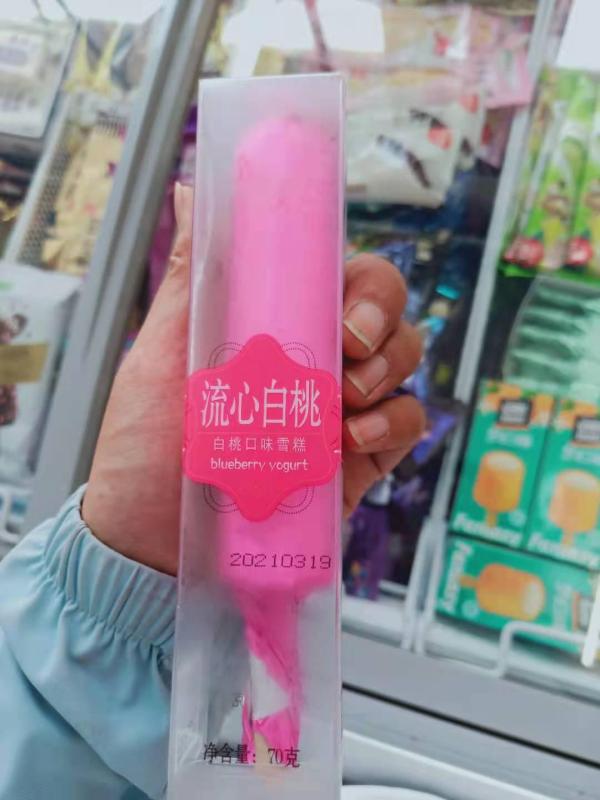 流心白桃
白桃口味雪糕
blueberry yogurt
20210319
净含量：70克